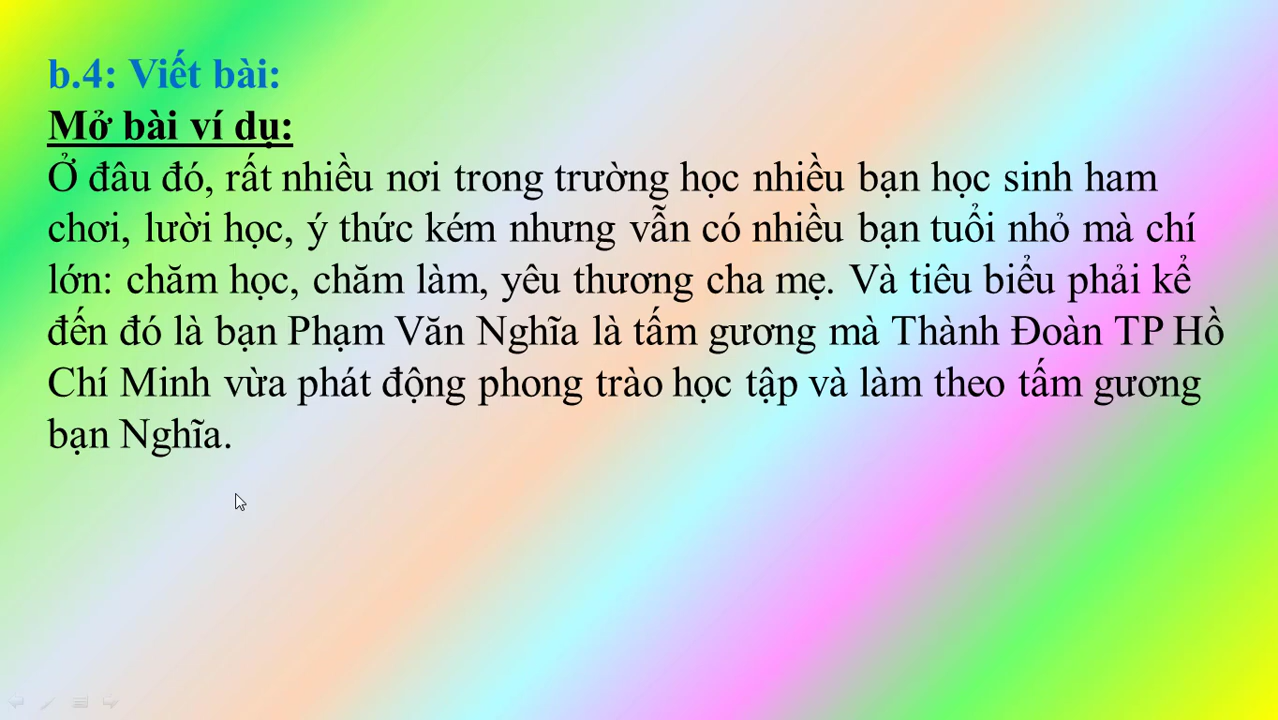 b.4: Viết bài:
Mở bài ví dụ:
Ở đâu đó, rất nhiều nơi trong trường học nhiều bạn học sinh ham
chơi, lười học, ý thức kém nhưng vẫn có nhiều bạn tuổi nhỏ mà chí
lớn: chăm học, chăm làm, yêu thương cha mẹ. Và tiêu biểu phải kể
đến đó là bạn Phạm Văn Nghĩa là tấm gương mà Thành Đoàn TP Hồ
Chí Minh vừa phát động phong trào học tập và làm theo tấm gương
bạn Nghĩa.